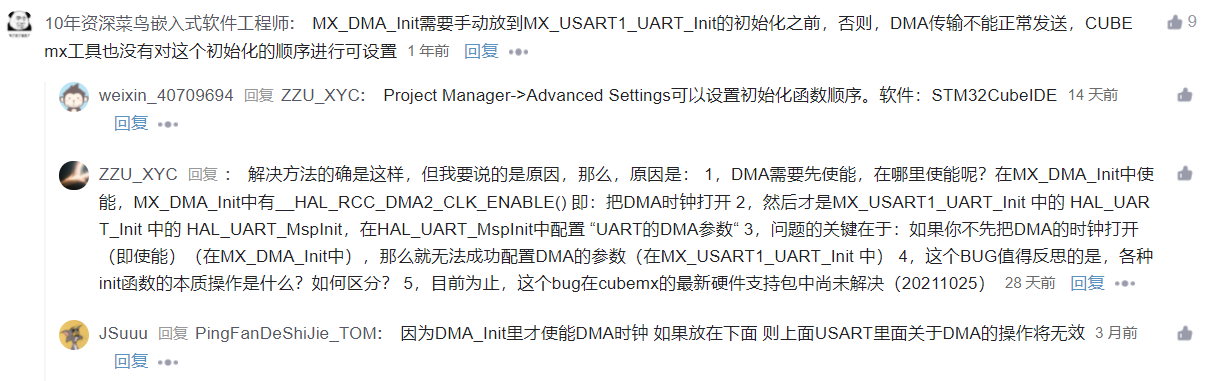 10年资深菜鸟嵌入式软件工程师： MX_DMA_Init需要手动放到MX_USART1_UART_Init的初始化之前，否则，DMA传输不能正常发送，CUBE 9
mx工具也没有对这个初始化的顺序进行可设置 1 年前 回复 •••
weixin_40709694 回复 ZZU_XYC： Project Manager->Advanced Settings可以设置初始化函数顺序。软件：STM32CubeIDE 14 天前
回复 •••
ZZU_XYC 回复 ： 解决方法的确是这样，但我要说的是原因，那么，原因是： 1，DMA需要先使能，在哪里使能呢？在MX_DMA_Init中使
能，MX_DMA_Init中有__HAL_RCC_DMA2_CLK_ENABLE() 即：把DMA时钟打开 2，然后才是MX_USART1_UART_Init 中的 HAL_UAR
T_Init 中的 HAL_UART_MspInit，在HAL_UART_MspInit中配置 “UART的DMA参数“ 3，问题的关键在于：如果你不先把DMA的时钟打开
（即使能）（在MX_DMA_Init中），那么就无法成功配置DMA的参数（在MX_USART1_UART_Init 中） 4，这个BUG值得反思的是，各种
init函数的本质操作是什么？如何区分？ 5，目前为止，这个bug在cubemx的最新硬件支持包中尚未解决（20211025） 28 天前 回复 •••
JSuuu 回复 PingFanDeShiJie_TOM： 因为DMA_Init里才使能DMA时钟 如果放在下面 则上面USART里面关于DMA的操作将无效 3 月前
回复 •••